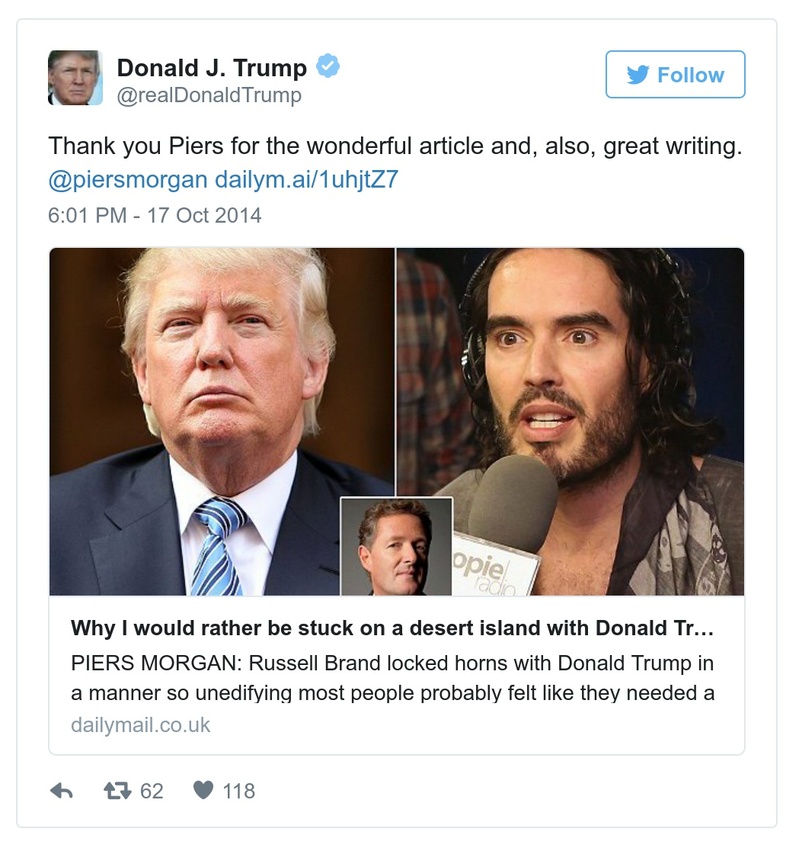 Donald J. Trump
@realDonaldTrump
Follow
Thank you Piers for the wonderful article and, also, great writing.
@piersmorgan dailym.ai/1uhjtZ7
6:01 PM - 17 Oct 2014
opie
radio
Why I would rather be stuck on a desert island with Donald Tr...
PIERS MORGAN: Russell Brand locked horns with Donald Trump in
a manner so unedifying most people probably felt like they needed a
dailymail.co.uk
62
118